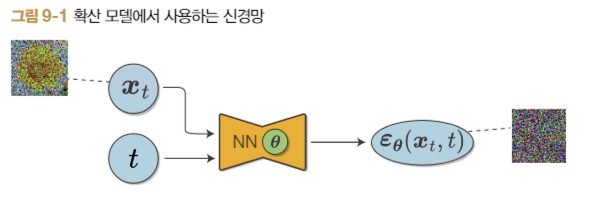 그림 9-1 확산 모델에서 사용하는 신경망
x_t
t
NN θ
ε_θ(x_t, t)